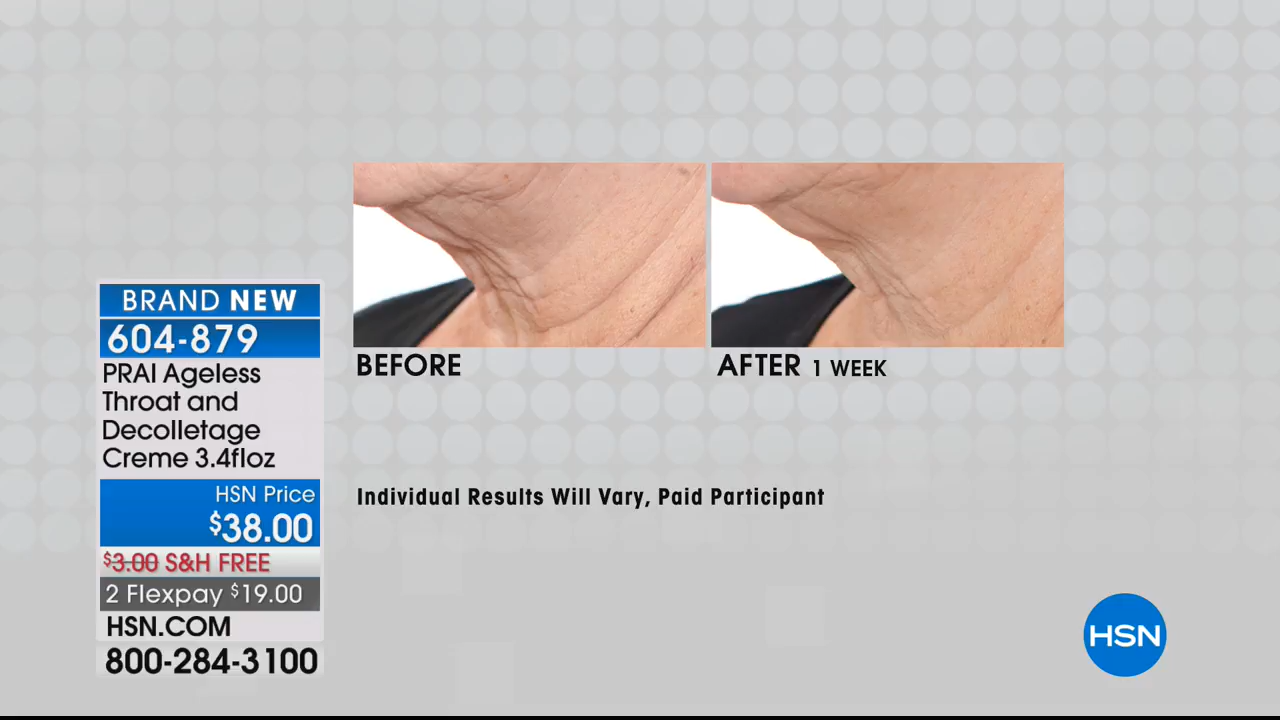 BEFORE
AFTER 1 WEEK
Individual Results Will Vary, Paid Participant
BRAND NEW
604-879
PRAI Ageless
Throat and
Decolletage
Creme 3.4floz
HSN Price
$38.00
$3.00 S&H FREE
2 Flexpay $19.00
HSN.COM
800-284-3100
HSN